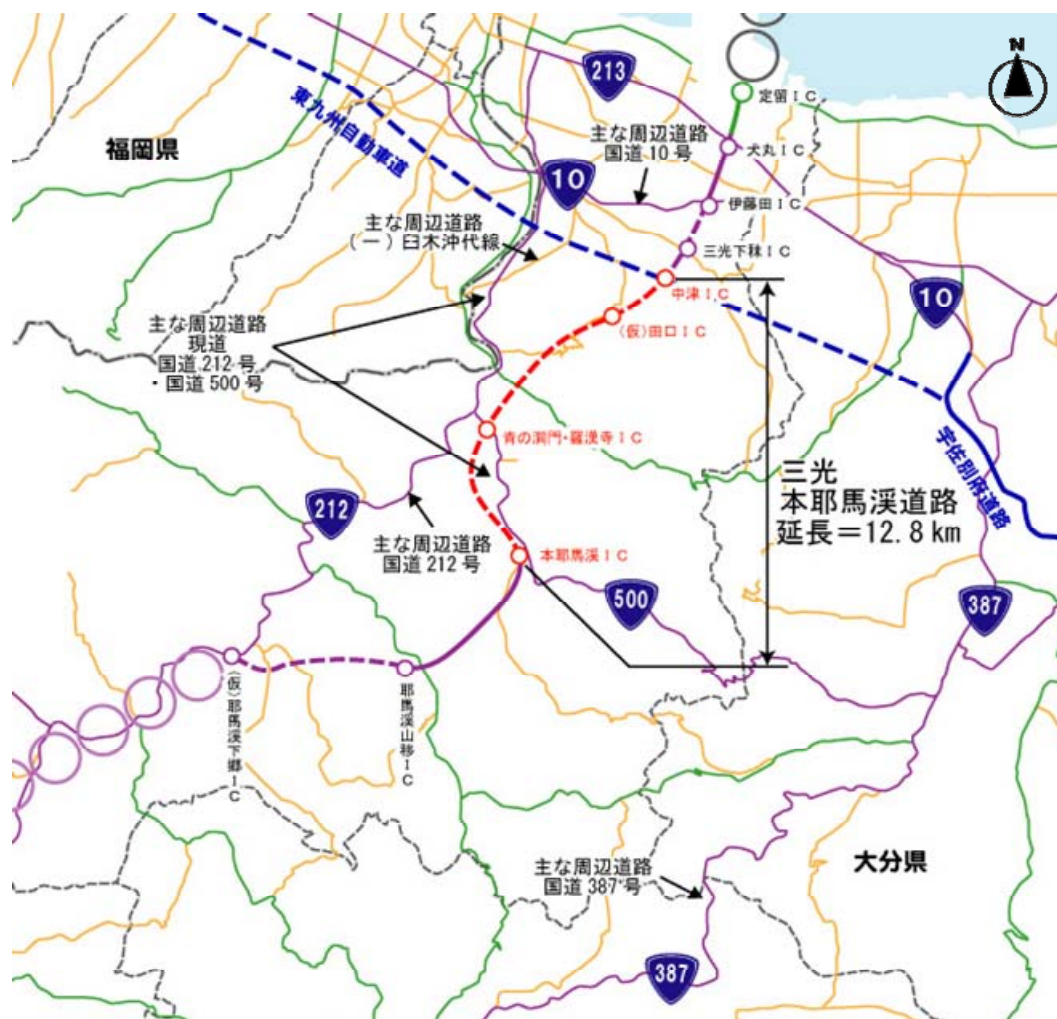 N
213
定留ＩＣ
東九州自動車道
福岡県
主な周辺道路
国道10号
犬丸ＩＣ
10
伊藤田ＩＣ
主な周辺道路
(一)臼木沖代線
三光下秣ＩＣ
中津ＩＣ
10
主な周辺道路
現道
国道212号
・国道500号
(仮)田口ＩＣ
青の洞門・羅漢寺ＩＣ
宇佐別府道路
三光
本耶馬渓道路
延長＝12.8km
212
主な周辺道路
国道212号
本耶馬渓ＩＣ
500
387
(仮)耶馬渓下郷ＩＣ
耶馬渓山移ＩＣ
主な周辺道路
国道387号
大分県
387